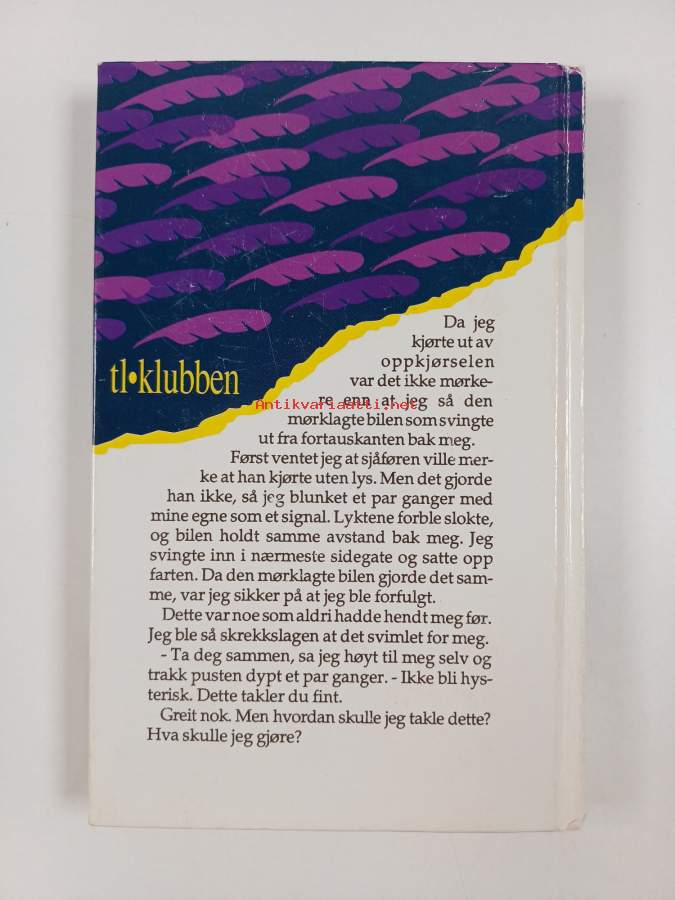 Da jeg
kjørte ut av
oppkjørselen
tl•klubben
var det ikke mørke-
re enn at jeg så den
Antikvariaatti.net
mørklagte bilen som svingte
ut fra fortauskanten bak meg.
Først ventet jeg at sjåføren ville mer-
ke at han kjørte uten lys. Men det gjorde
han ikke, så jeg blunket et par ganger med
mine egne som et signal. Lyktene forble slokte,
og bilen holdt samme avstand bak meg. Jeg
svingte inn i nærmeste sidegate og satte opp
farten. Da den mørklagte bilen gjorde det sam-
me, var jeg sikker på at jeg ble forfulgt.
Dette var noe som aldri hadde hendt meg før.
Jeg ble så skrekkslagen at det svimlet for meg.
- Ta deg sammen, sa jeg høyt til meg selv og
trakk pusten dypt et par ganger. - Ikke bli hys-
terisk. Dette takler du fint.
Greit nok. Men hvordan skulle jeg takle dette?
Hva skulle jeg gjøre?